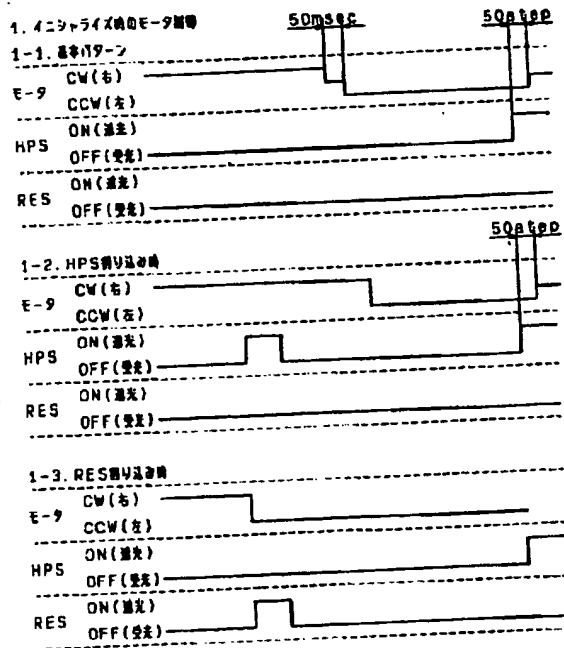 1. イニシャライズ時のモータ制御
50msec
50step
1-1. 基本パターン
モータ
CW(右)
CCW(左)
HPS
ON(遮光)
OFF(受光)
RES
ON(遮光)
OFF(受光)
50step
1-2. HPS割り込み時
モータ
CW(右)
CCW(左)
HPS
ON(遮光)
OFF(受光)
RES
ON(遮光)
OFF(受光)
1-3. RES割り込み時
モータ
CW(右)
CCW(左)
HPS
ON(遮光)
OFF(受光)
RES
ON(遮光)
OFF(受光)